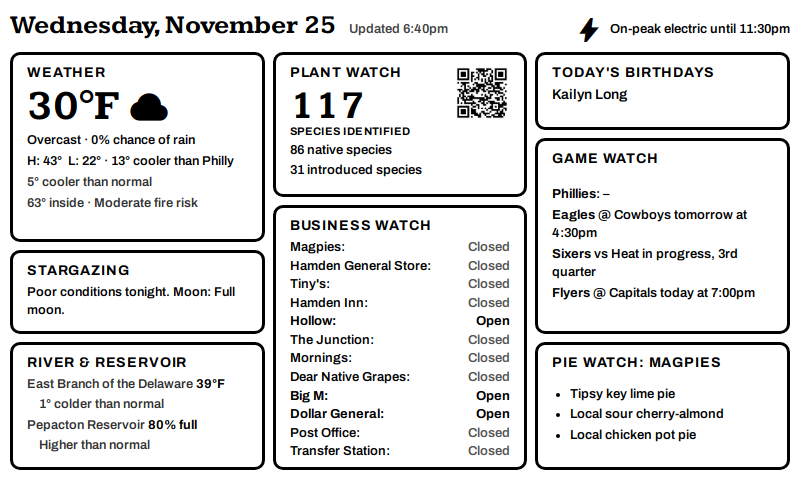 Wednesday, November 25 Updated 6:40pm
On-peak electric until 11:30pm
WEATHER
30°F
Overcast · 0% chance of rain
H: 43° L: 22° · 13° cooler than Philly
5° cooler than normal
63° inside · Moderate fire risk
STARGAZING
Poor conditions tonight. Moon: Full
moon.
RIVER & RESERVOIR
East Branch of the Delaware 39°F
1° colder than normal
Pepacton Reservoir 80% full
Higher than normal
PLANT WATCH
117
SPECIES IDENTIFIED
86 native species
31 introduced species
BUSINESS WATCH
Magpies: Closed
Hamden General Store: Closed
Tiny's: Closed
Hamden Inn: Closed
Hollow: Open
The Junction: Closed
Mornings: Closed
Dear Native Grapes: Closed
Big M: Open
Dollar General: Open
Post Office: Closed
Transfer Station: Closed
TODAY'S BIRTHDAYS
Kailyn Long
GAME WATCH
Phillies: –
Eagles @ Cowboys tomorrow at
4:30pm
Sixers vs Heat in progress, 3rd
quarter
Flyers @ Capitals today at 7:00pm
PIE WATCH: MAGPIES
• Tipsy key lime pie
• Local sour cherry-almond
• Local chicken pot pie